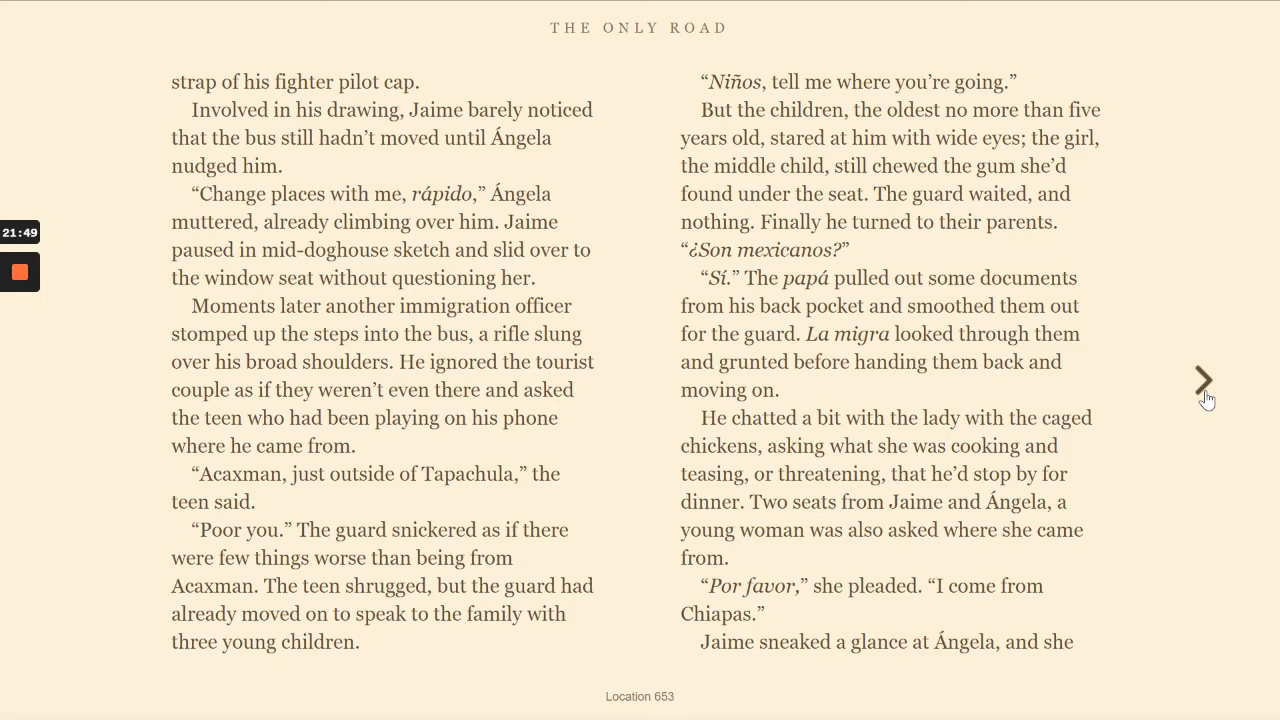 THE ONLY ROAD
strap of his fighter pilot cap.
Involved in his drawing, Jaime barely noticed
that the bus still hadn’t moved until Ángela
nudged him.
“Change places with me, rápido,” Ángela
muttered, already climbing over him. Jaime
paused in mid-doghouse sketch and slid over to
the window seat without questioning her.
Moments later another immigration officer
stomped up the steps into the bus, a rifle slung
over his broad shoulders. He ignored the tourist
couple as if they weren’t even there and asked
the teen who had been playing on his phone
where he came from.
“Acaxman, just outside of Tapachula,” the
teen said.
“Poor you.” The guard snickered as if there
were few things worse than being from
Acaxman. The teen shrugged, but the guard had
already moved on to speak to the family with
three young children.
“Niños, tell me where you’re going.”
But the children, the oldest no more than five
years old, stared at him with wide eyes; the girl,
the middle child, still chewed the gum she’d
found under the seat. The guard waited, and
nothing. Finally he turned to their parents.
“¿Son mexicanos?”
“Sí.” The papá pulled out some documents
from his back pocket and smoothed them out
for the guard. La migra looked through them
and grunted before handing them back and
moving on.
He chatted a bit with the lady with the caged
chickens, asking what she was cooking and
teasing, or threatening, that he’d stop by for
dinner. Two seats from Jaime and Ángela, a
young woman was also asked where she came
from.
“Por favor,” she pleaded. “I come from
Chiapas.”
Jaime sneaked a glance at Ángela, and she
21:49
Location 653